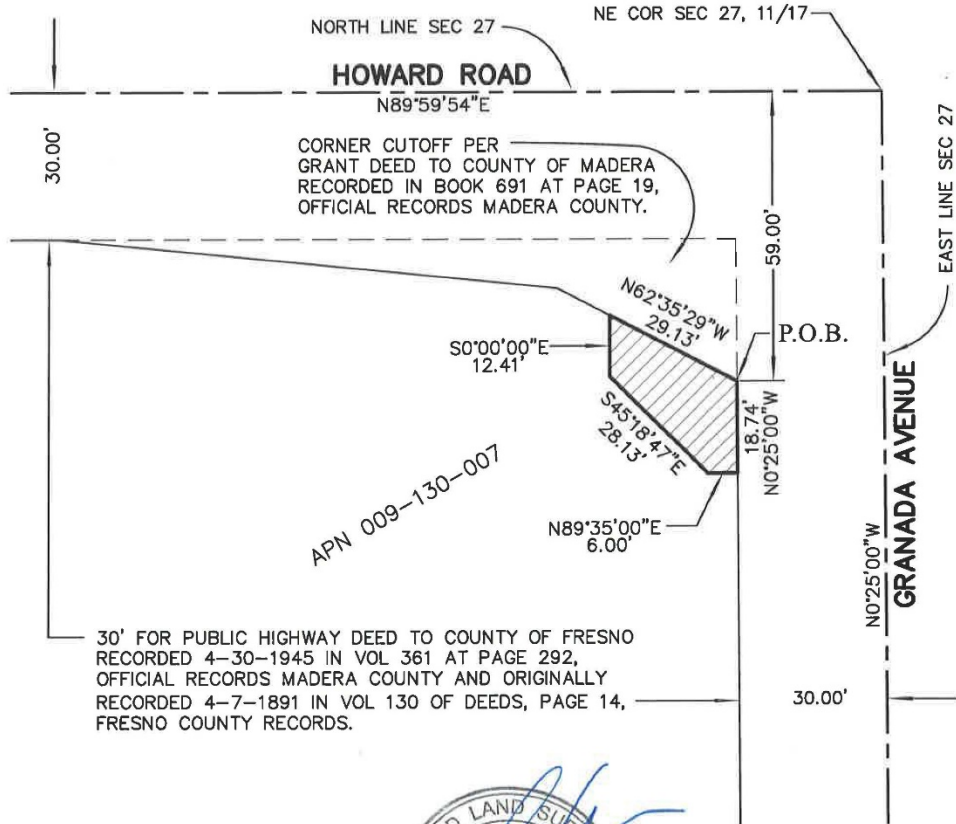 NORTH LINE SEC 27
NE COR SEC 27, 11/17
HOWARD ROAD
N89°59'54"E
30.00'
CORNER CUTOFF PER
GRANT DEED TO COUNTY OF MADERA
RECORDED IN BOOK 691 AT PAGE 19,
OFFICIAL RECORDS MADERA COUNTY.
59.00'
EAST LINE SEC 27
N62°35'29"W
29.13'
P.O.B.
S0°00'00"E
12.41'
S45°18'47"E
28.13'
18.74'
N0°25'00"W
GRANADA AVENUE
N0°25'00"W
APN 009-130-007
N89°35'00"E
6.00'
30' FOR PUBLIC HIGHWAY DEED TO COUNTY OF FRESNO
RECORDED 4-30-1945 IN VOL 361 AT PAGE 292,
OFFICIAL RECORDS MADERA COUNTY AND ORIGINALLY
RECORDED 4-7-1891 IN VOL 130 OF DEEDS, PAGE 14,
FRESNO COUNTY RECORDS.
30.00'
LAND